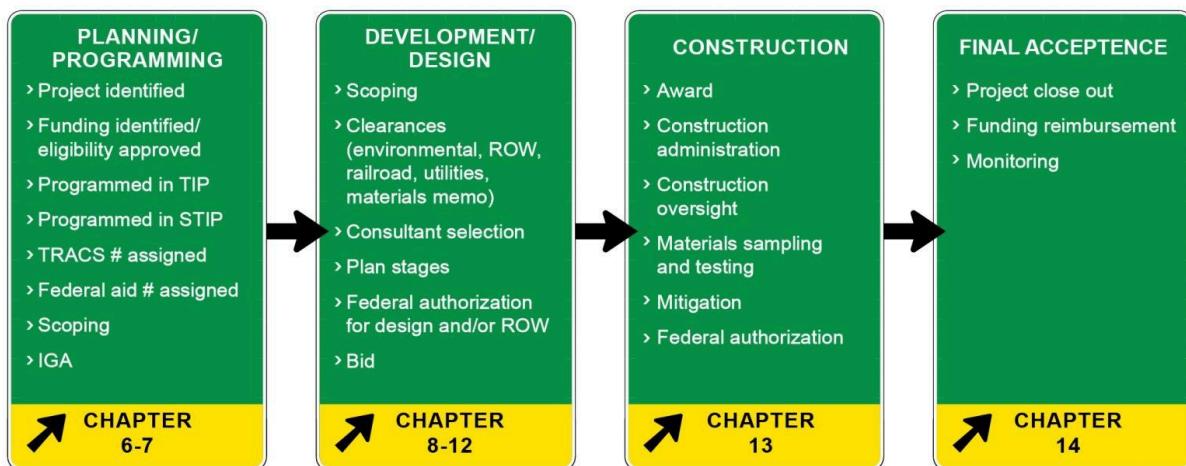 PLANNING/
PROGRAMMING
› Project identified
› Funding identified/
eligibility approved
› Programmed in TIP
› Programmed in STIP
› TRACS # assigned
› Federal aid # assigned
› Scoping
› IGA
CHAPTER
6-7
DEVELOPMENT/
DESIGN
› Scoping
› Clearances
(environmental, ROW,
railroad, utilities,
materials memo)
› Consultant selection
› Plan stages
› Federal authorization
for design and/or ROW
› Bid
CHAPTER
8-12
CONSTRUCTION
› Award
› Construction
administration
› Construction
oversight
› Materials sampling
and testing
› Mitigation
› Federal authorization
CHAPTER
13
FINAL ACCEPTENCE
› Project close out
› Funding reimbursement
› Monitoring
CHAPTER
14